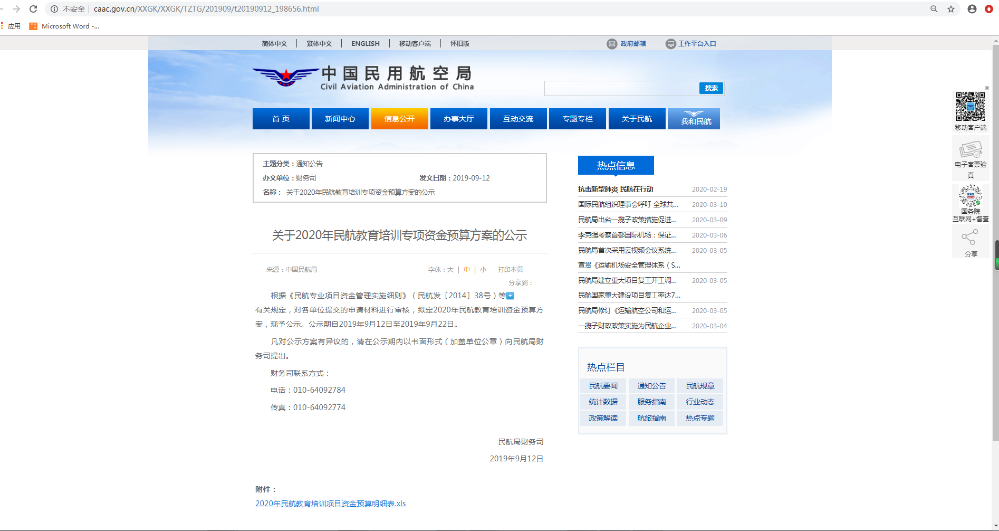 不安全 | caac.gov.cn/XXGK/XXGK/TZTG/201909/t20190912_198656.html
应用 Microsoft Word -...
简体中文 | 繁体中文 | ENGLISH | 移动客户端 | 怀旧版 政府邮箱 工作平台入口
中国民用航空局
Civil Aviation Administration of China
搜索
首 页 新闻中心 信息公开 办事大厅 互动交流 专题专栏 关于民航 我和民航
主题分类：通知公告
办文单位：财务司 发文日期：2019-09-12
名称： 关于2020年民航教育培训专项资金预算方案的公示
关于2020年民航教育培训专项资金预算方案的公示
来源：中国民航局 字体：大 | 中 | 小 打印本页
分享到：
根据《民航专业项目资金管理实施细则》（民航发〔2014〕38号）等
有关规定，对各单位提交的申请材料进行审核，拟定2020年民航教育培训资金预算方
案，现予公示。公示期自2019年9月12日至2019年9月22日。
凡对公示方案有异议的，请在公示期内以书面形式（加盖单位公章）向民航局财
务司提出。
财务司联系方式：
电话：010-64092784
传真：010-64092774
民航局财务司
2019年9月12日
附件：
2020年民航教育培训项目资金预算明细表.xls
热点信息
抗击新型肺炎 民航在行动 2020-02-19
国际民航组织理事会呼吁 全球共... 2020-03-10
民航局出台一揽子政策措施促进... 2020-03-09
李克强考察首都国际机场：保证... 2020-03-06
民航局首次采用云视频会议系统... 2020-03-05
宣贯《运输机场安全管理体系（S...
民航局建立重大项目复工开工调... 2020-03-05
民航国家重大建设项目复工率达7...
民航局修订《运输航空公司和运... 2020-03-05
一揽子财政政策实施为民航企业... 2020-03-04
热点栏目
民航要闻 通知公告 民航规章
统计数据 服务指南 行业动态
政策解读 航旅指南 热点专题
移动客户端
电子客票验
真
国务院
互联网+督查
分享